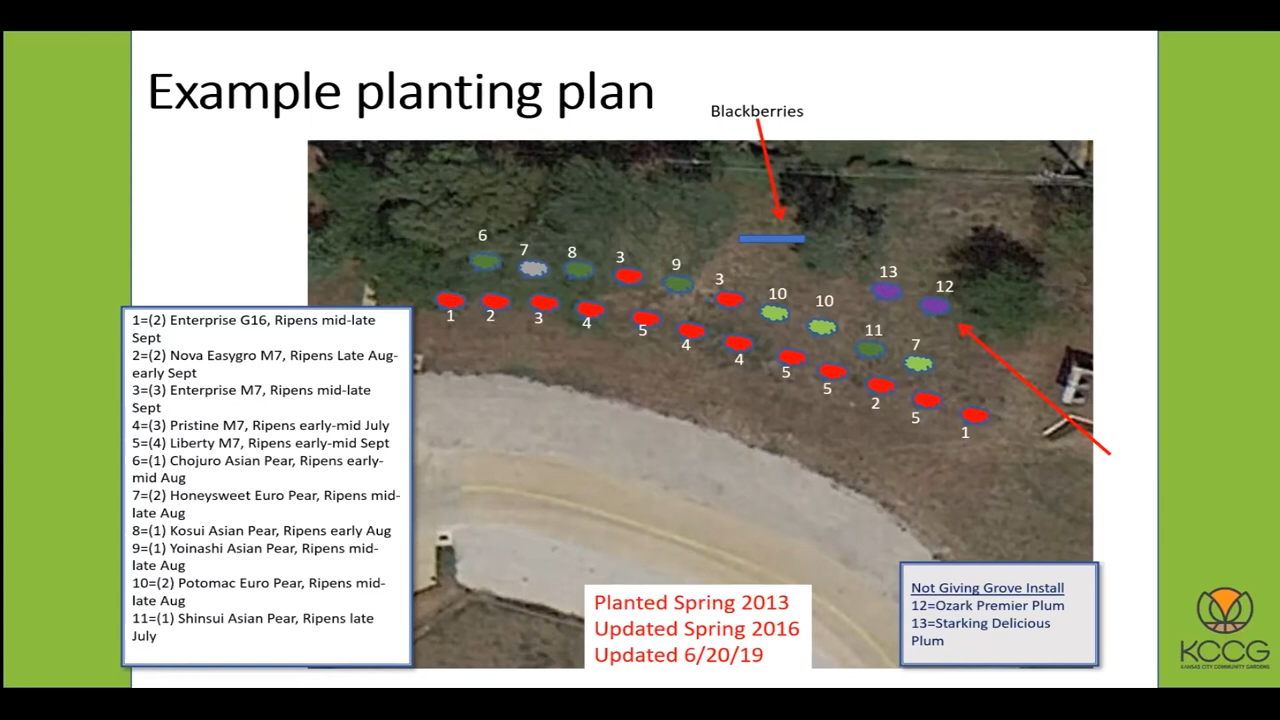 Example planting plan
Blackberries
6
7
8
3
9
3
10
10
13
12
11
7
1
2
3
4
5
4
4
5
5
2
5
1
1=(2) Enterprise G16, Ripens mid-late
Sept
2=(2) Nova Easygro M7, Ripens Late Aug-
early Sept
3=(3) Enterprise M7, Ripens mid-late
Sept
4=(3) Pristine M7, Ripens early-mid July
5=(4) Liberty M7, Ripens early-mid Sept
6=(1) Chojuro Asian Pear, Ripens early-
mid Aug
7=(2) Honeysweet Euro Pear, Ripens mid-
late Aug
8=(1) Kosui Asian Pear, Ripens early Aug
9=(1) Yoinashi Asian Pear, Ripens mid-
late Aug
10=(2) Potomac Euro Pear, Ripens mid-
late Aug
11=(1) Shinsui Asian Pear, Ripens late
July
Planted Spring 2013
Updated Spring 2016
Updated 6/20/19
Not Giving Grove Install
12=Ozark Premier Plum
13=Starking Delicious
Plum
KCCG
KANSAS CITY COMMUNITY GARDENS